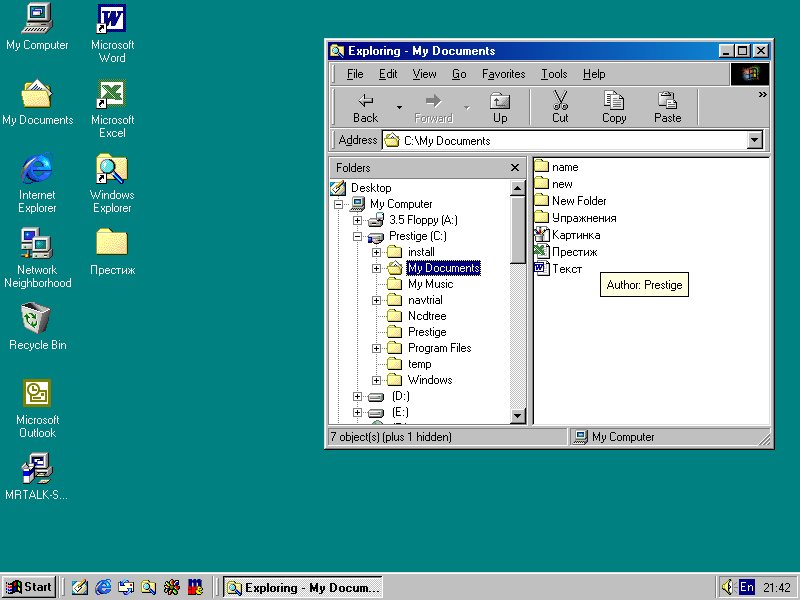 My Computer
Microsoft
Word
My Documents
Microsoft
Excel
Internet
Explorer
Windows
Explorer
Network
Neighborhood
Престиж
Recycle Bin
Microsoft
Outlook
MRTALK-S...
Exploring - My Documents
File Edit View Go Favorites Tools Help
Back Forward Up Cut Copy Paste »
Address C:\My Documents
Folders
Desktop
My Computer
3.5 Floppy (A:)
Prestige (C:)
install
My Documents
My Music
navtrial
Ncdtree
Prestige
Program Files
temp
Windows
(D:)
(E:)
name
new
New Folder
Упражнения
Картинка
Престиж
Текст
Author: Prestige
7 object(s) (plus 1 hidden)
My Computer
Start
Exploring - My Docum...
En 21:42